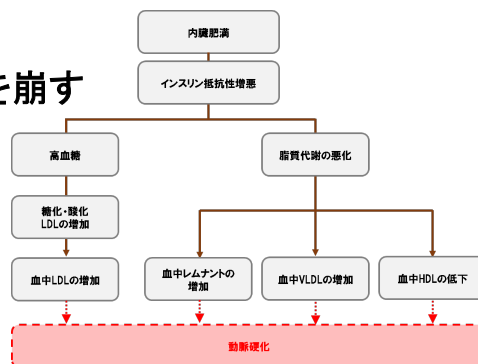 内臓肥満
を崩す
インスリン抵抗性増悪
高血糖
脂質代謝の悪化
糖化・酸化
LDLの増加
血中LDLの増加
血中レムナントの
増加
血中VLDLの増加
血中HDLの低下
動脈硬化